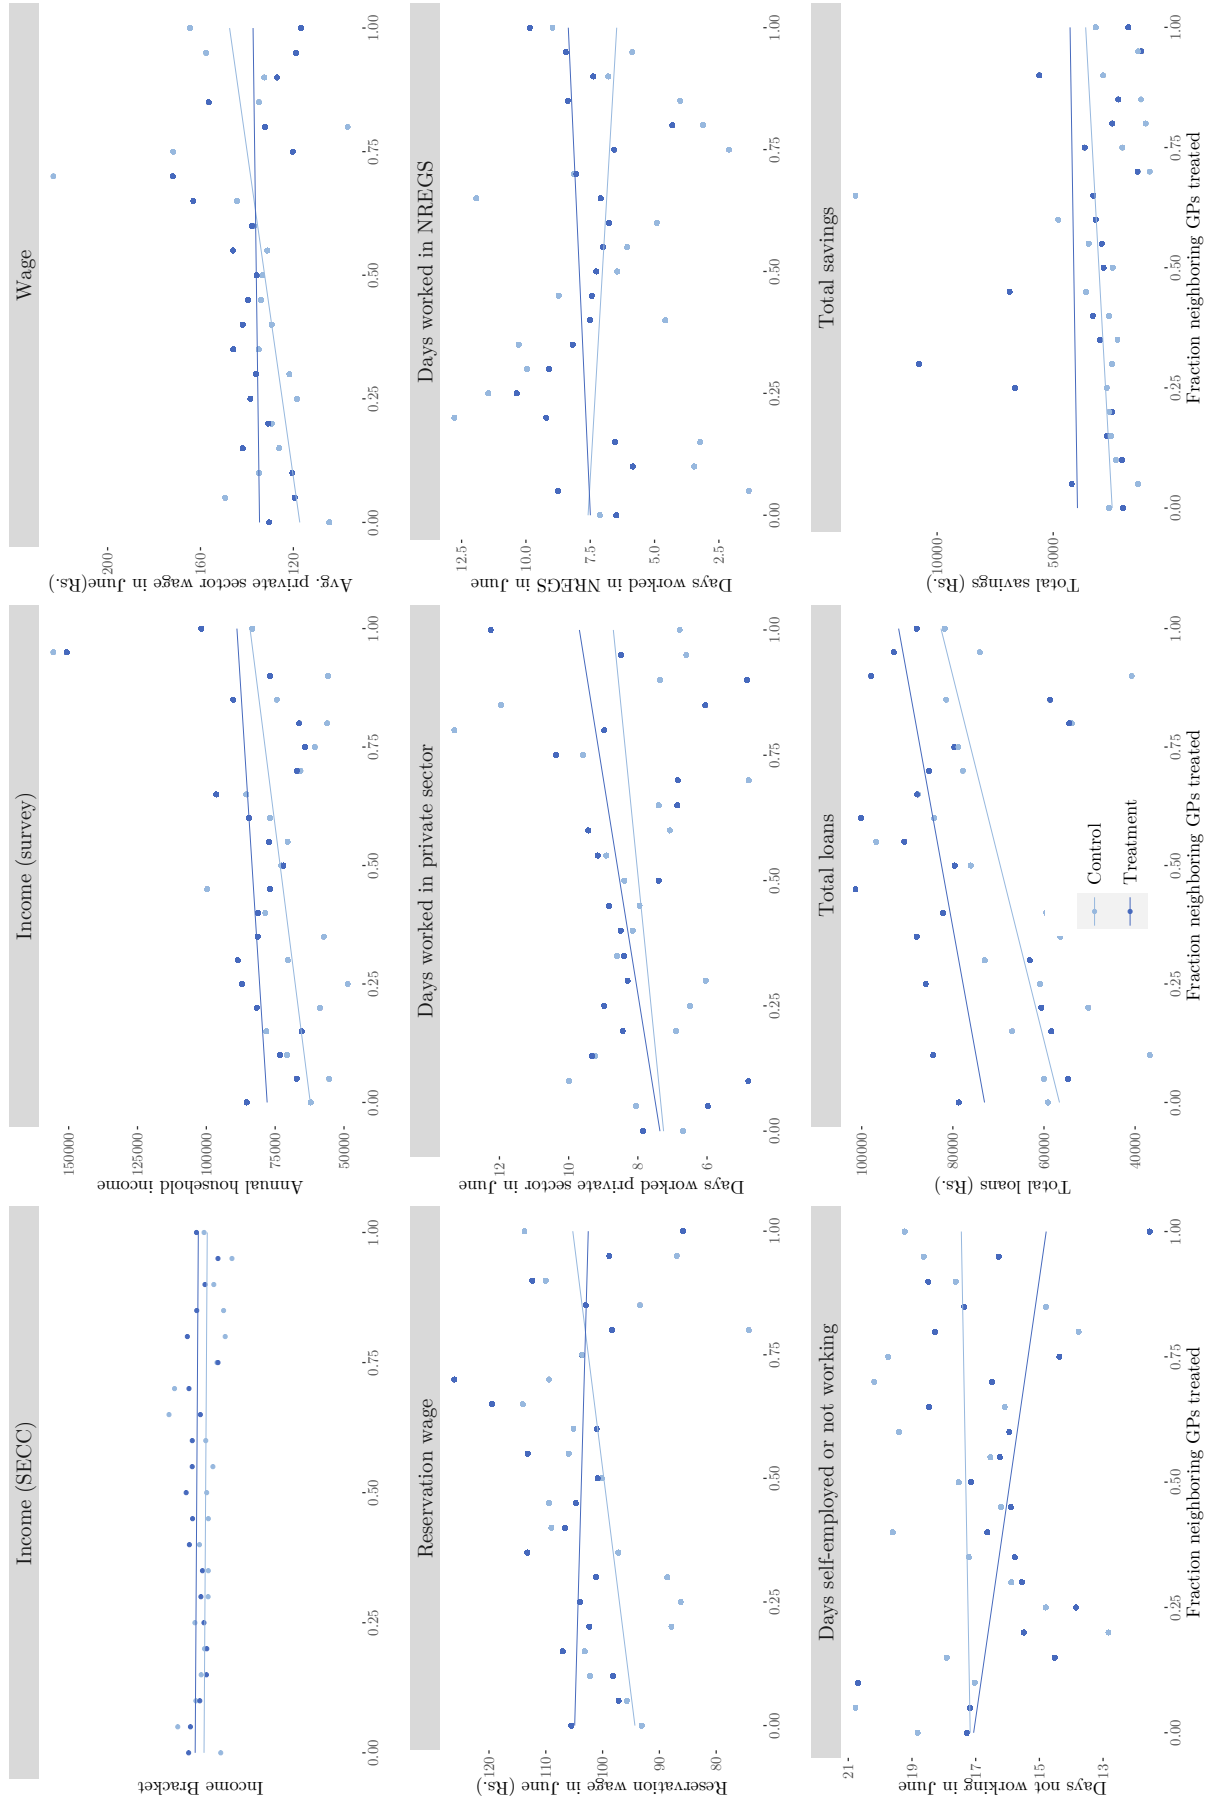 Income (SECC)
Income Bracket
0.00 0.25 0.50 0.75 1.00
Income (survey)
Annual household income
150000
125000
100000
75000
50000
0.00 0.25 0.50 0.75 1.00
Wage
Avg. private sector wage in June(Rs.)
200
160
120
0.00 0.25 0.50 0.75 1.00
Reservation wage
Reservation wage in June (Rs.)
120
110
100
90
80
0.00 0.25 0.50 0.75 1.00
Days worked in private sector
Days worked private sector in June
12
10
8
6
0.00 0.25 0.50 0.75 1.00
Days worked in NREGS
Days worked in NREGS in June
12.5
10.0
7.5
5.0
2.5
0.00 0.25 0.50 0.75 1.00
Days self-employed or not working
Days not working in June
21
19
17
15
13
0.00 0.25 0.50 0.75 1.00
Fraction neighboring GPs treated
Total loans
Total loans (Rs.)
100000
80000
60000
40000
Control
Treatment
0.00 0.25 0.50 0.75 1.00
Fraction neighboring GPs treated
Total savings
Total savings (Rs.)
10000
5000
0.00 0.25 0.50 0.75 1.00
Fraction neighboring GPs treated